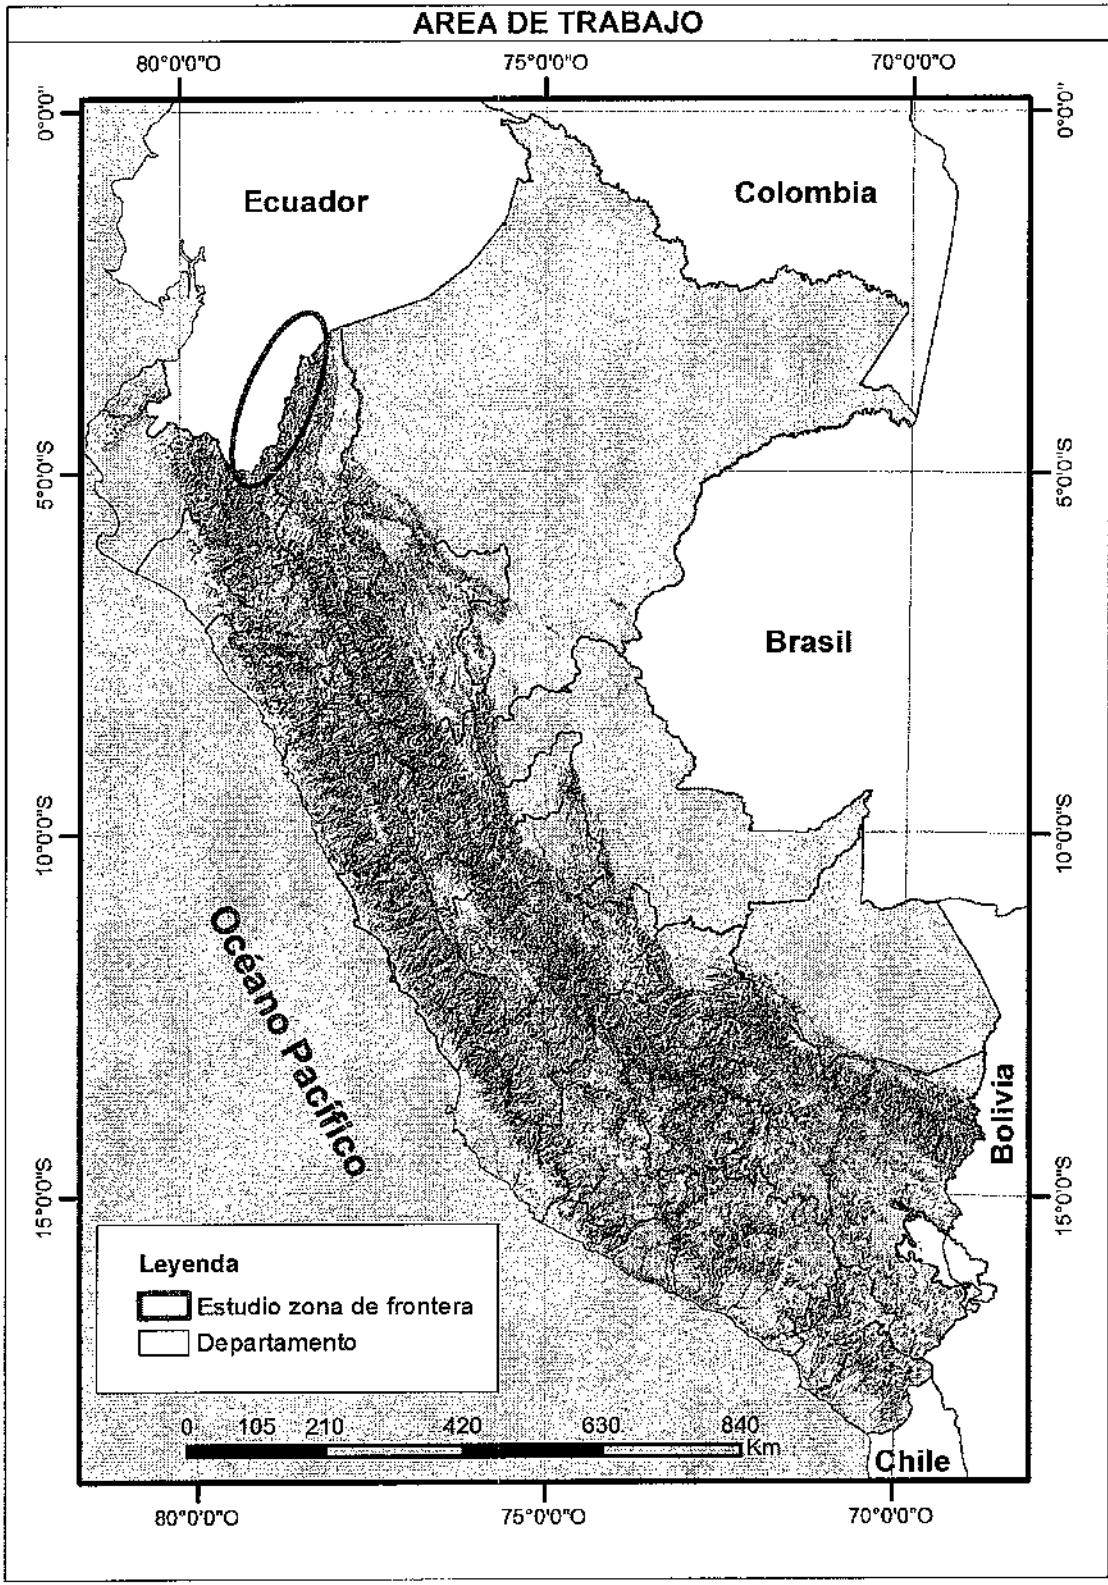 AREA DE TRABAJO
80°0'0"O
75°0'0"O
70°0'0"O
0°0'0"
0°0'0"
Ecuador
Colombia
5°0'0"S
5°0'0"S
Brasil
10°0'0"S
10°0'0"S
Océano Pacífico
Bolivia
15°0'0"S
15°0'0"S
Leyenda
Estudio zona de frontera
Departamento
0 105 210 420 630 840
Km
Chile
80°0'0"O
75°0'0"O
70°0'0"O